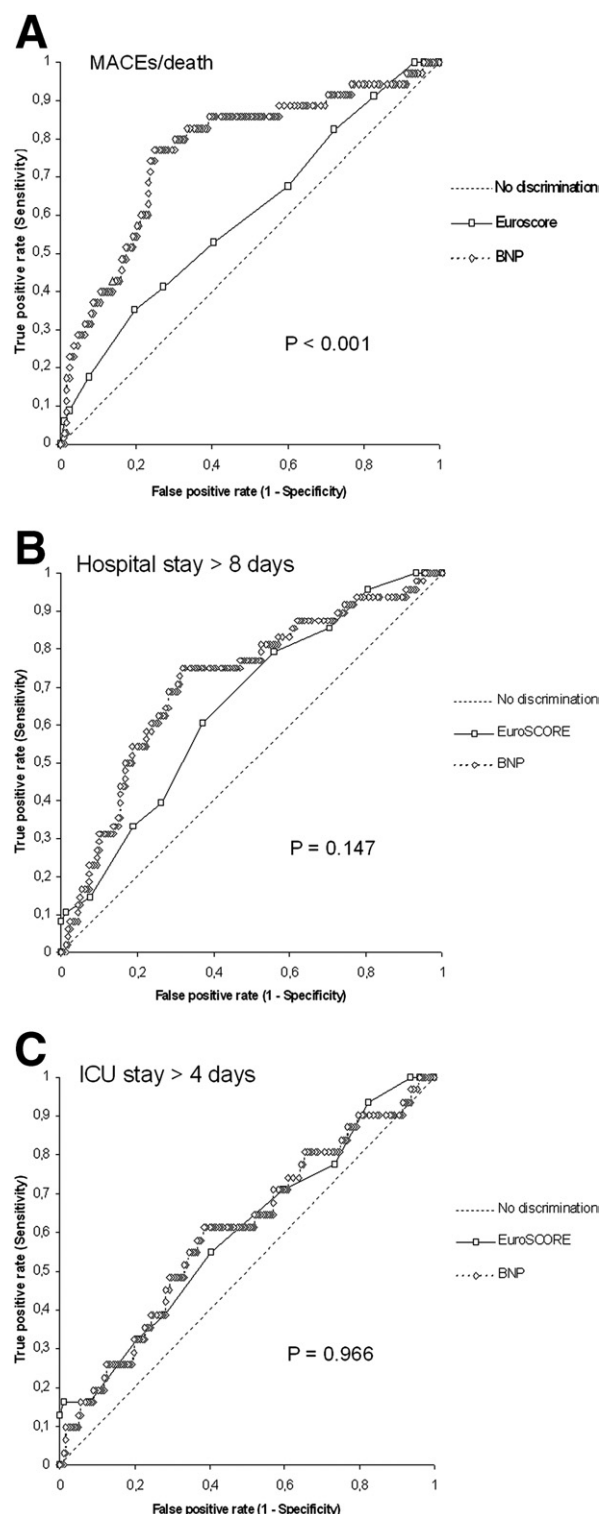 A
MACEs/death
1
0,9
0,8
0,7
0,6
0,5
0,4
0,3
0,2
0,1
0
True positive rate (Sensitivity)
0
0,2
0,4
0,6
0,8
1
False positive rate (1 - Specificity)
P < 0.001
No discrimination
Euroscore
BNP
B
Hospital stay > 8 days
1
0,9
0,8
0,7
0,6
0,5
0,4
0,3
0,2
0,1
0
True positive rate (Sensitivity)
0
0,2
0,4
0,6
0,8
1
False positive rate (1 - Specificity)
P = 0.147
No discrimination
EuroSCORE
BNP
C
ICU stay > 4 days
1
0,9
0,8
0,7
0,6
0,5
0,4
0,3
0,2
0,1
0
True positive rate (Sensitivity)
0
0,2
0,4
0,6
0,8
1
False positive rate (1 - Specificity)
P = 0.966
No discrimination
EuroSCORE
BNP